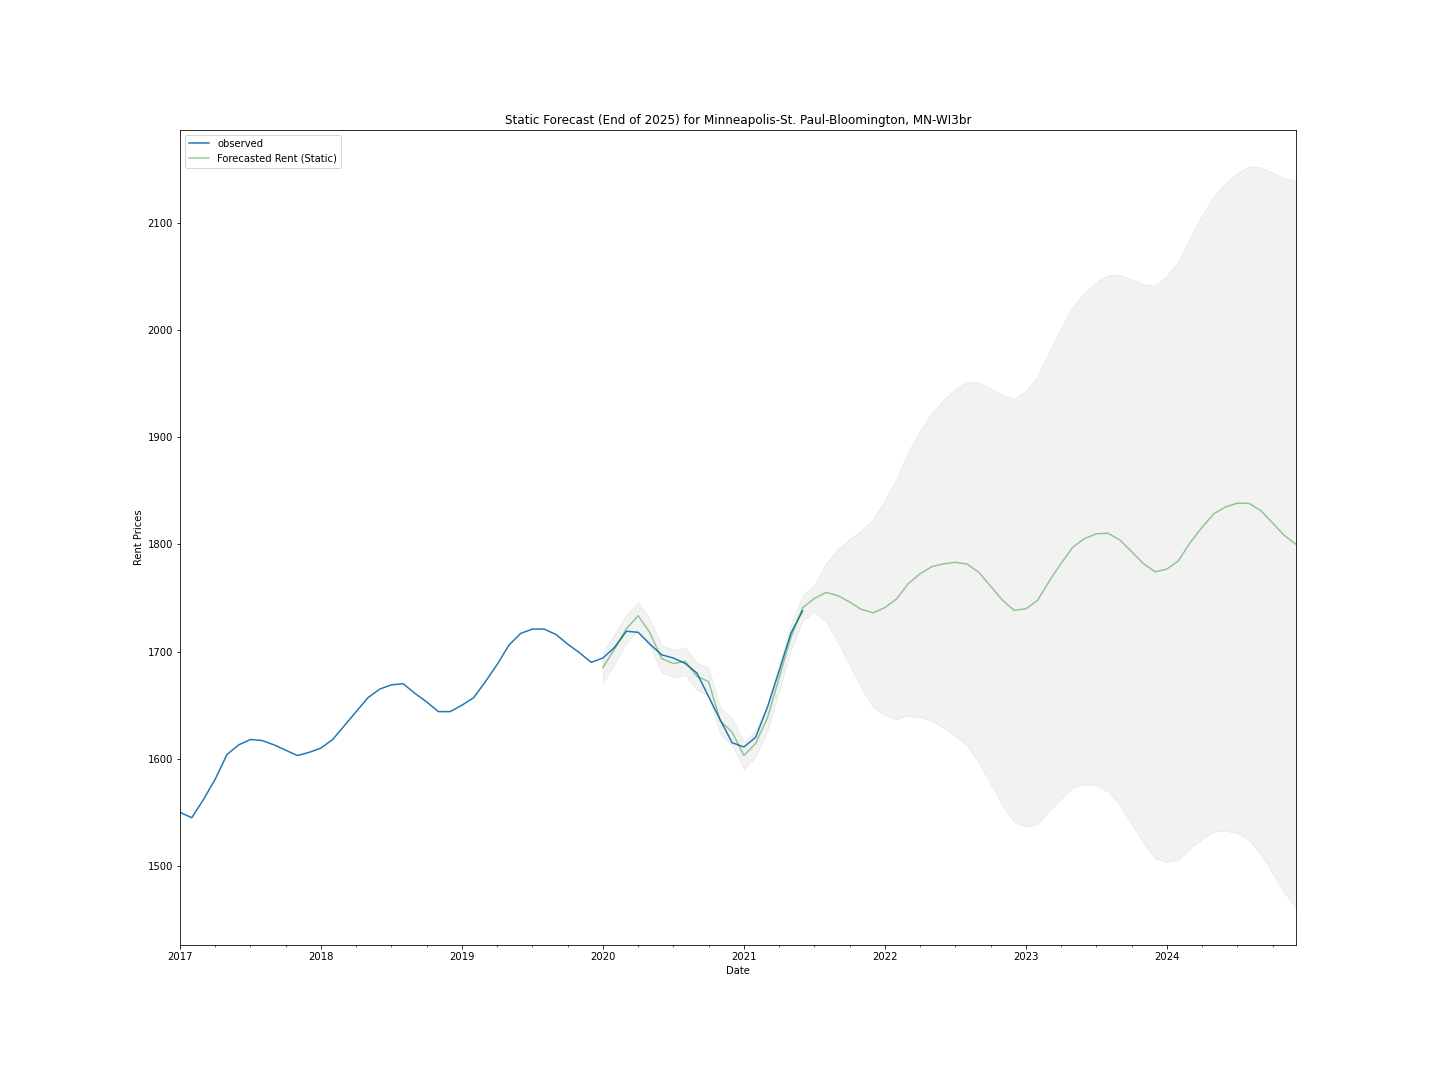 Static Forecast (End of 2025) for Minneapolis-St. Paul-Bloomington, MN-WI3br
observed
Forecasted Rent (Static)
2100
2000
1900
1800
1700
1600
1500
Rent Prices
2017 2018 2019 2020 2021 2022 2023 2024
Date